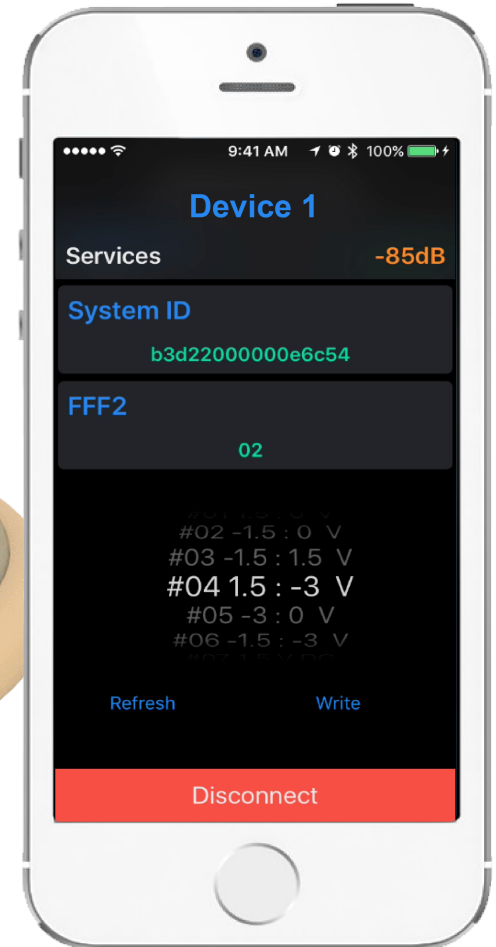 9:41 AM 100%
Device 1
Services -85dB
System ID
b3d22000000e6c54
FFF2
02
#02 -1.5 : 0 V
#03 -1.5 : 1.5 V
#04 1.5 : -3 V
#05 -3 : 0 V
#06 -1.5 : -3 V
Refresh Write
Disconnect